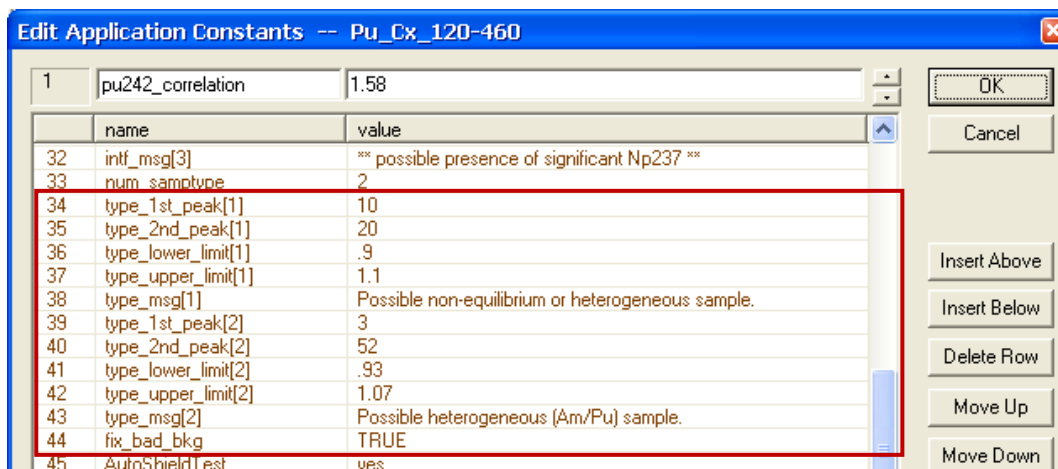 Edit Application Constants -- Pu_Cx_120-460
1 pu242_correlation 1.58 OK
Cancel
name value
32 intf_msg[3] ** possible presence of significant Np237 **
33 num_samptype 2
34 type_1st_peak[1] 10
35 type_2nd_peak[1] 20
36 type_lower_limit[1] .9
37 type_upper_limit[1] 1.1
Insert Above
38 type_msg[1] Possible non-equilibrium or heterogeneous sample.
39 type_1st_peak[2] 3
Insert Below
40 type_2nd_peak[2] 52
41 type_lower_limit[2] .93
Delete Row
42 type_upper_limit[2] 1.07
43 type_msg[2] Possible heterogeneous (Am/Pu) sample.
Move Up
44 fix_bad_bkg TRUE
45 AutoShieldTest yes
Move Down